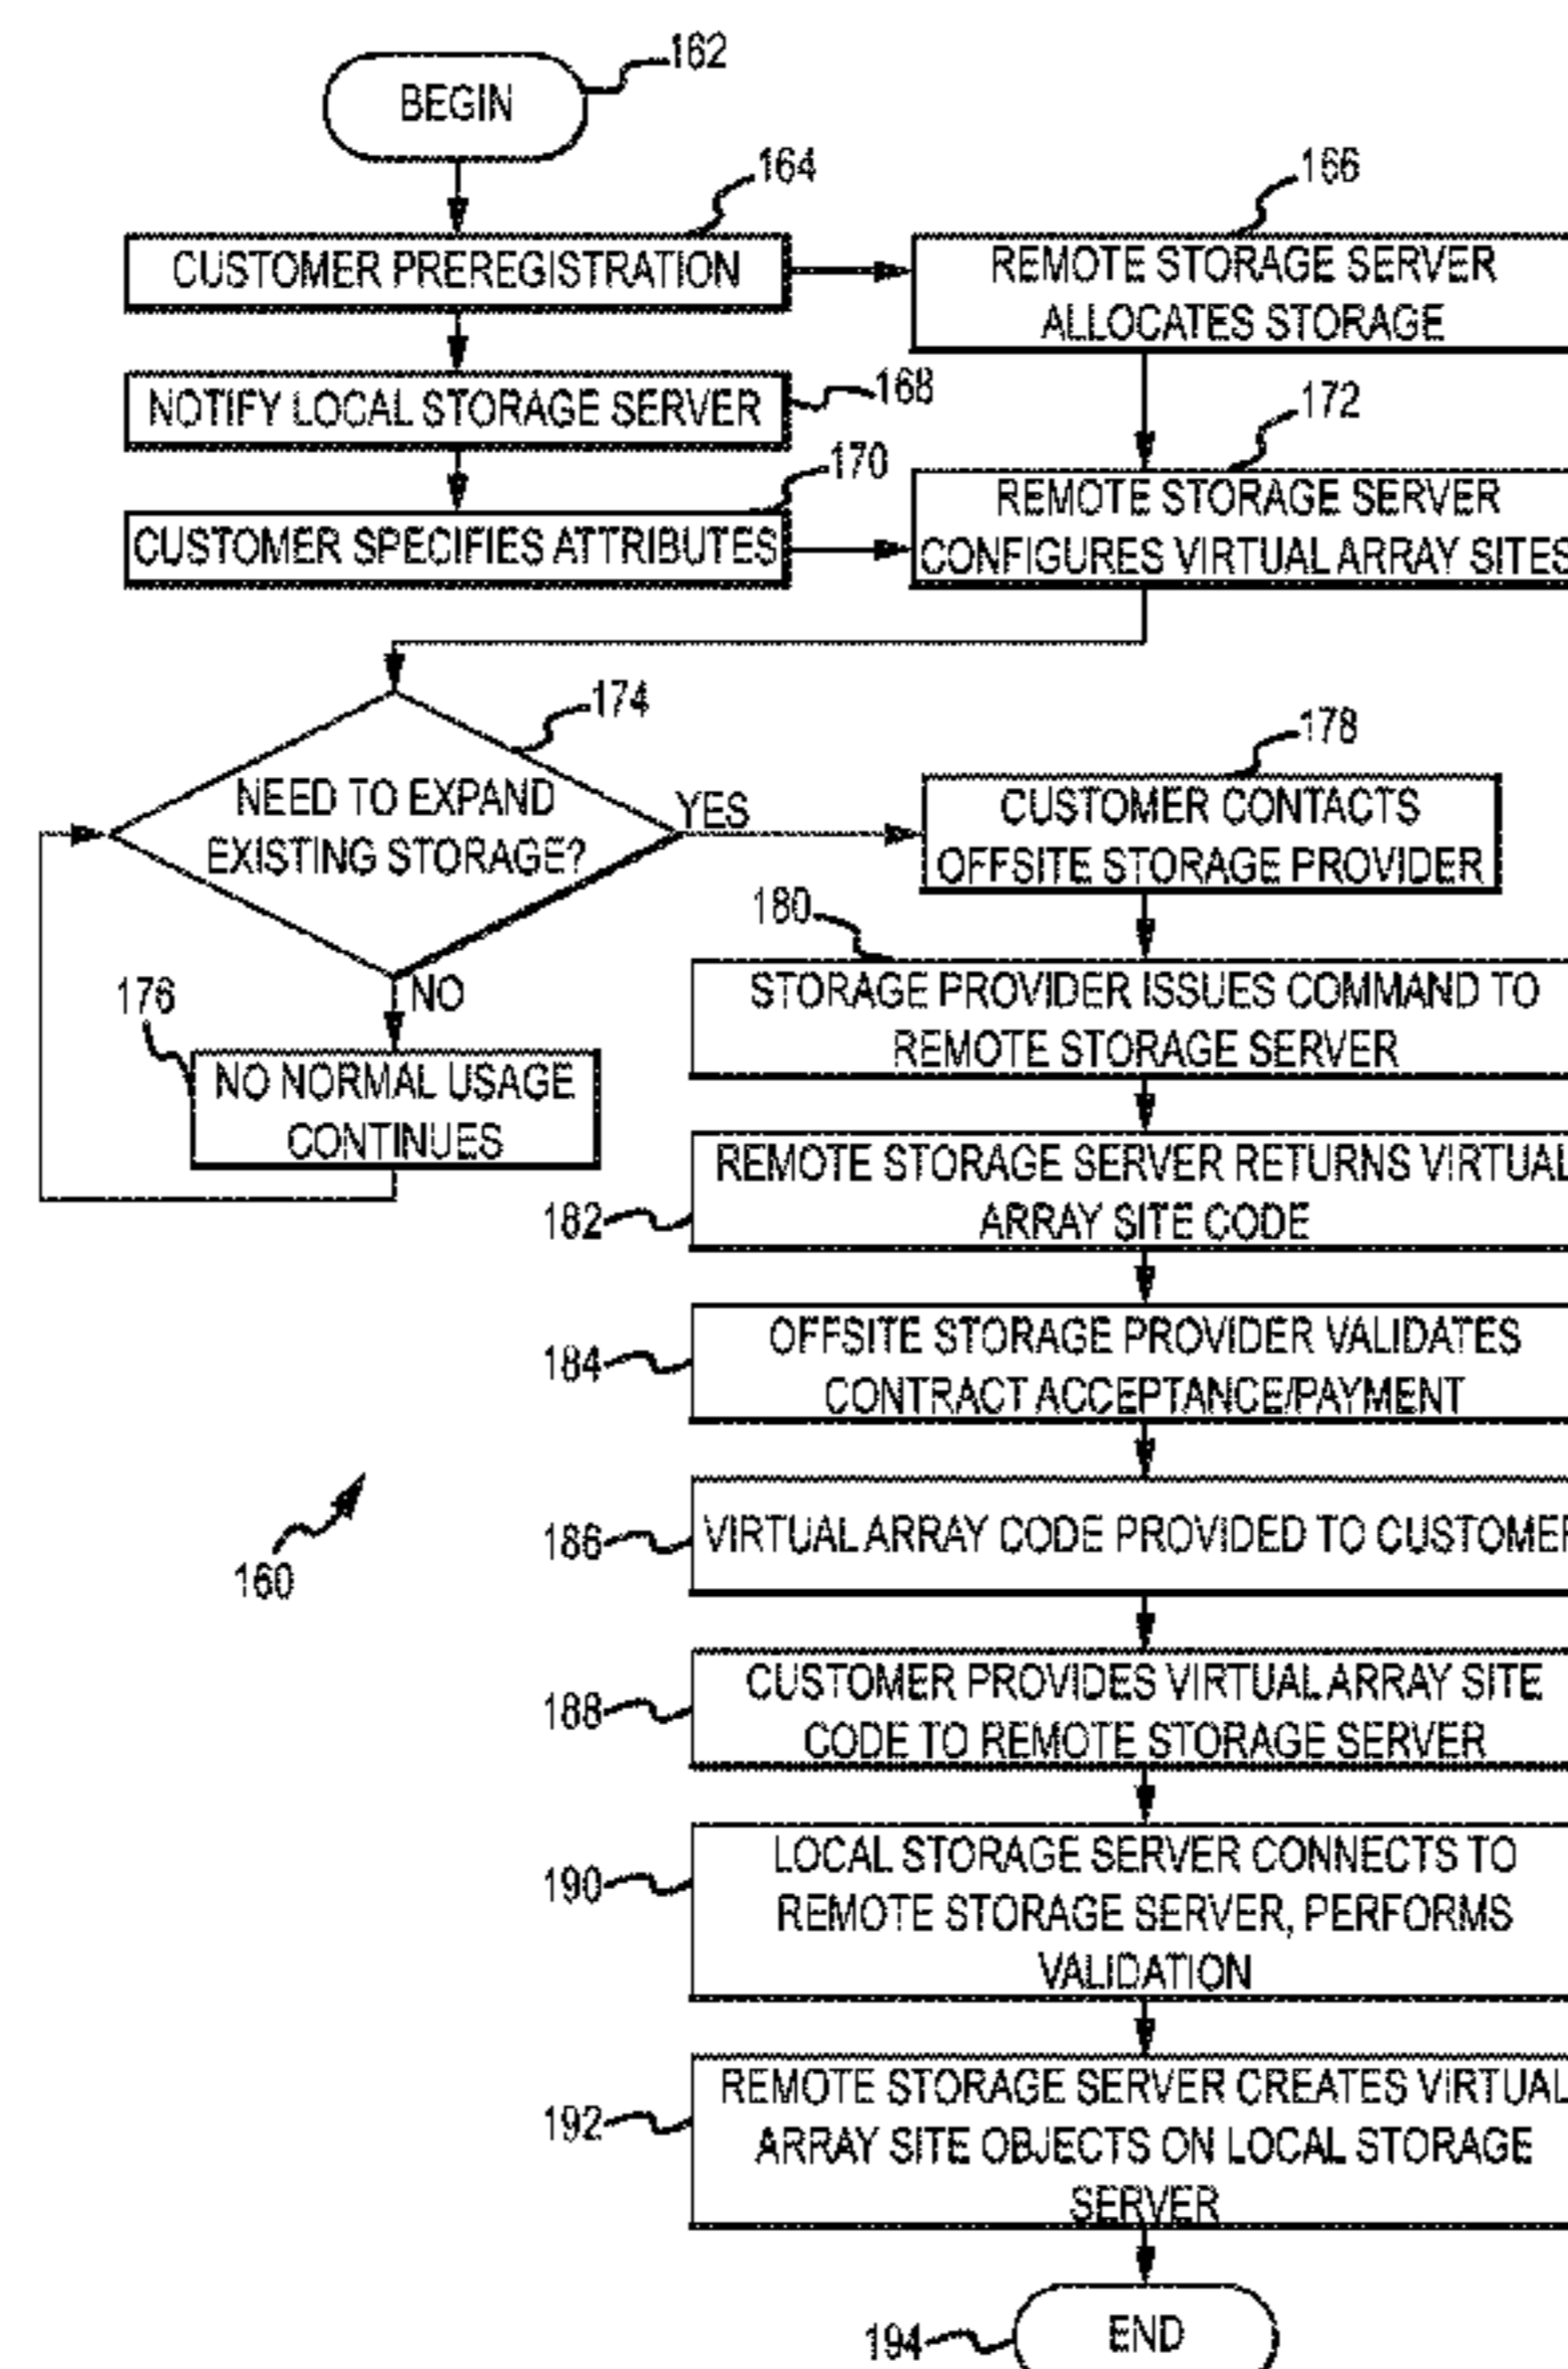 162
BEGIN
164
166
CUSTOMER PREREGISTRATION
REMOTE STORAGE SERVER
ALLOCATES STORAGE
168
NOTIFY LOCAL STORAGE SERVER
172
170
CUSTOMER SPECIFIES ATTRIBUTES
REMOTE STORAGE SERVER
CONFIGURES VIRTUAL ARRAY SITES
174
NEED TO EXPAND
EXISTING STORAGE?
YES
178
CUSTOMER CONTACTS
OFFSITE STORAGE PROVIDER
NO
176
NO NORMAL USAGE
CONTINUES
180
STORAGE PROVIDER ISSUES COMMAND TO
REMOTE STORAGE SERVER
REMOTE STORAGE SERVER RETURNS VIRTUAL
ARRAY SITE CODE
182
OFFSITE STORAGE PROVIDER VALIDATES
CONTRACT ACCEPTANCE/PAYMENT
184
160
VIRTUAL ARRAY CODE PROVIDED TO CUSTOMER
186
CUSTOMER PROVIDES VIRTUAL ARRAY SITE
CODE TO REMOTE STORAGE SERVER
188
LOCAL STORAGE SERVER CONNECTS TO
REMOTE STORAGE SERVER, PERFORMS
VALIDATION
190
REMOTE STORAGE SERVER CREATES VIRTUAL
ARRAY SITE OBJECTS ON LOCAL STORAGE
SERVER
192
END
194